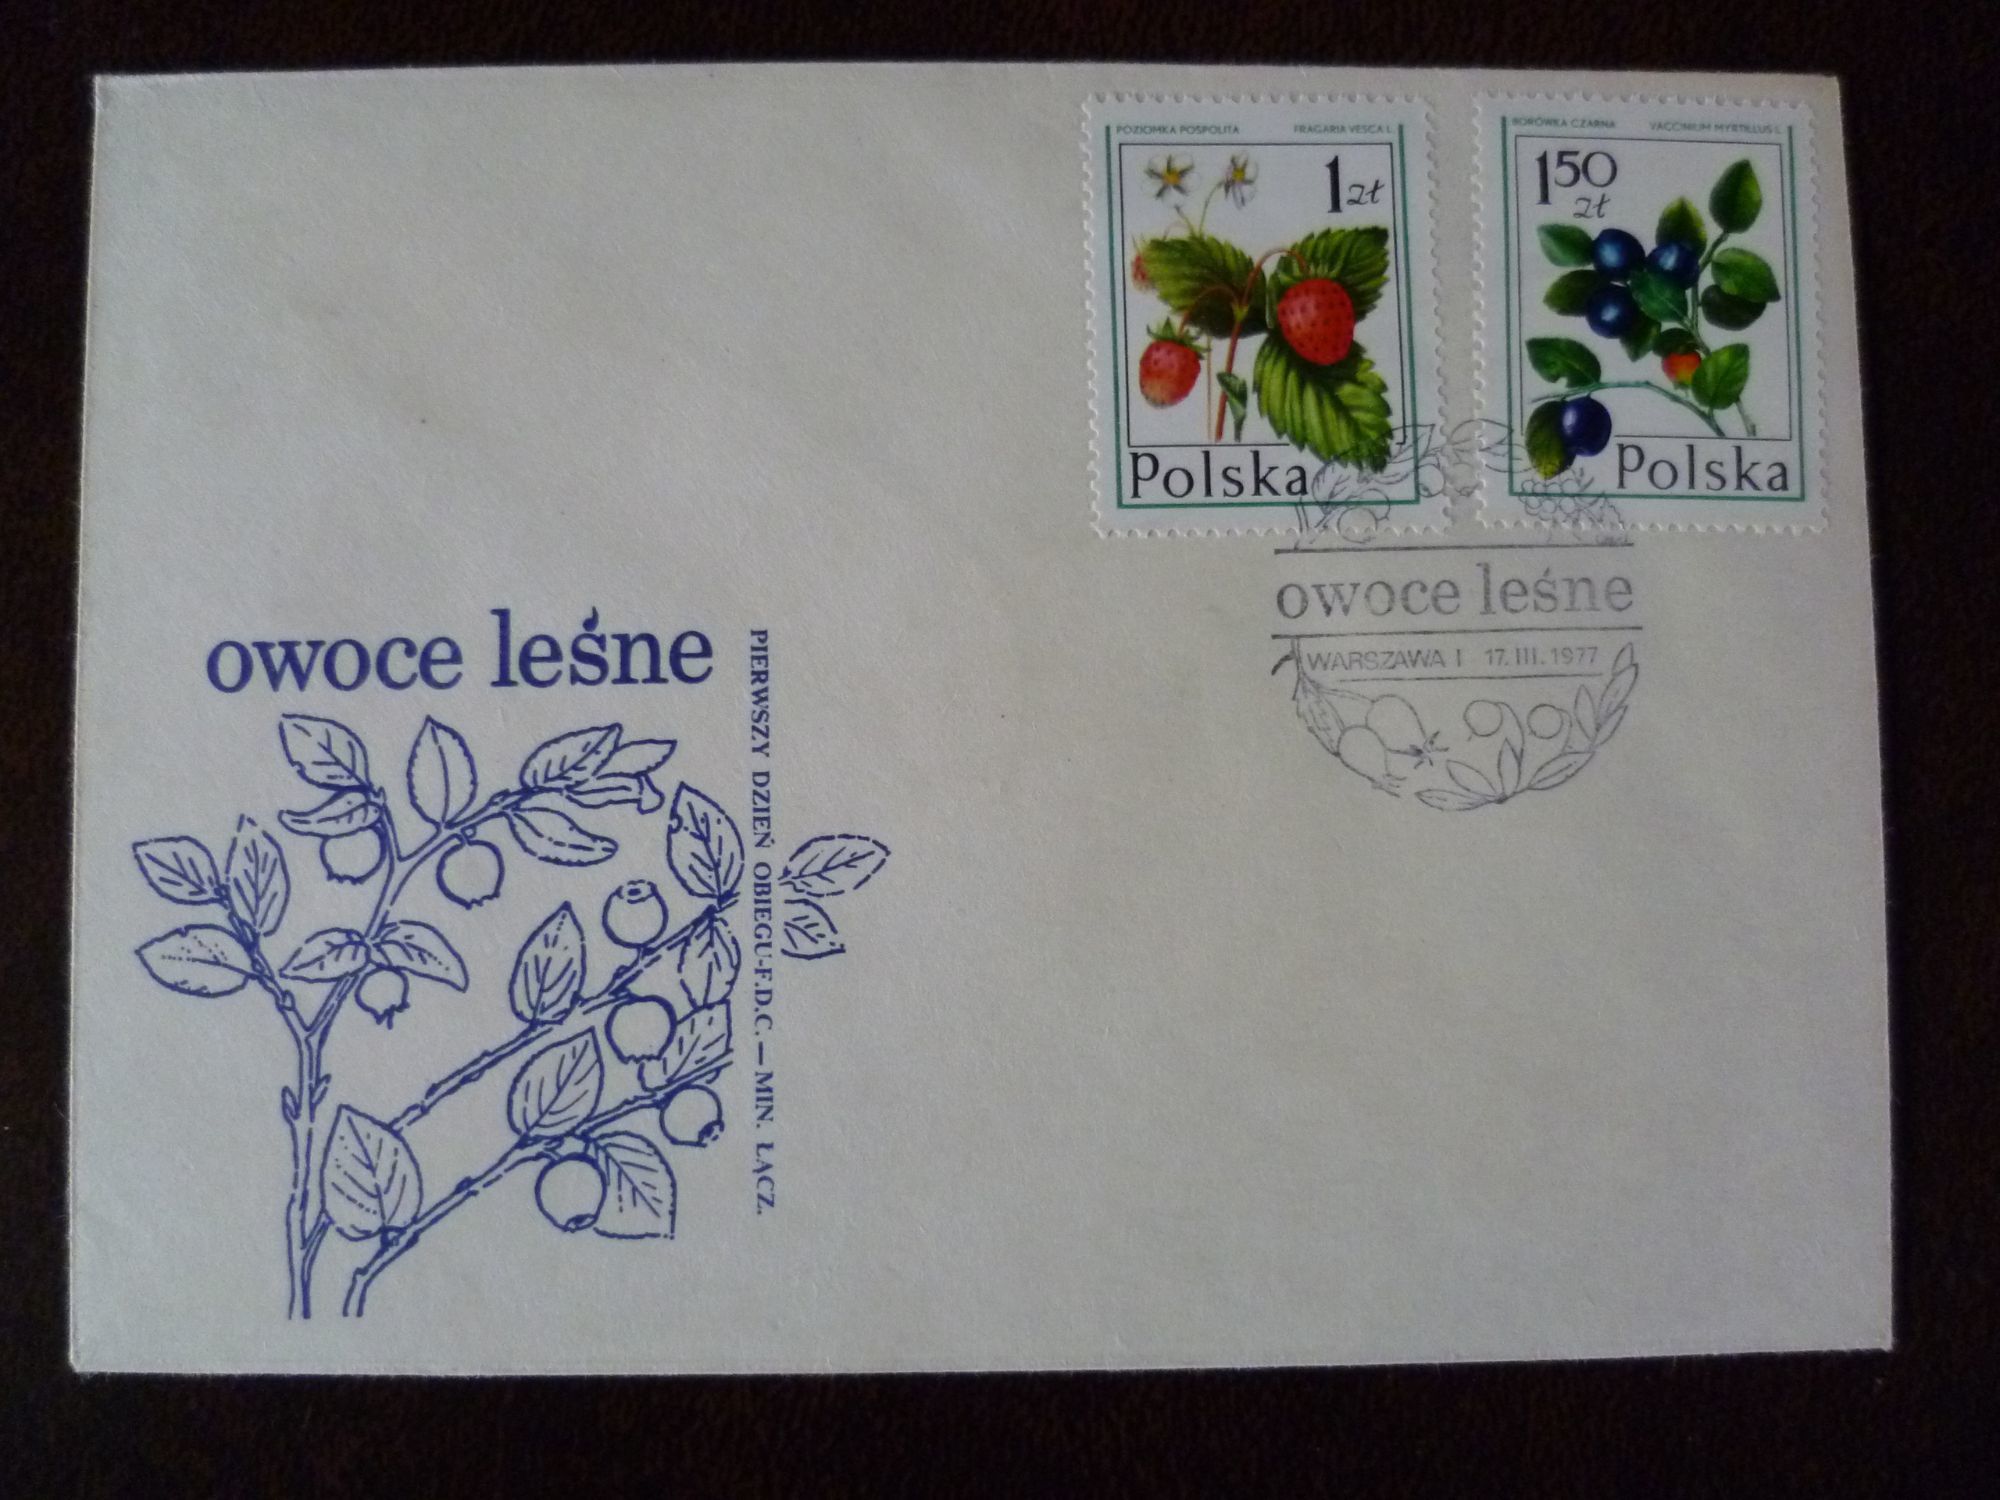 POZIOMKA POSPOLITA FRAGARIA VESCA L.
1 zł
Polska
BORÓWKA CZARNA VACCINIUM MYRTILLUS L.
1 50 zł
Polska
owoce leśne
WARSZAWA 1 17.III.1977
owoce leśne
PIERWSZY DZIEŃ OBIEGU-F.D.C.—MIN. ŁĄCZ.